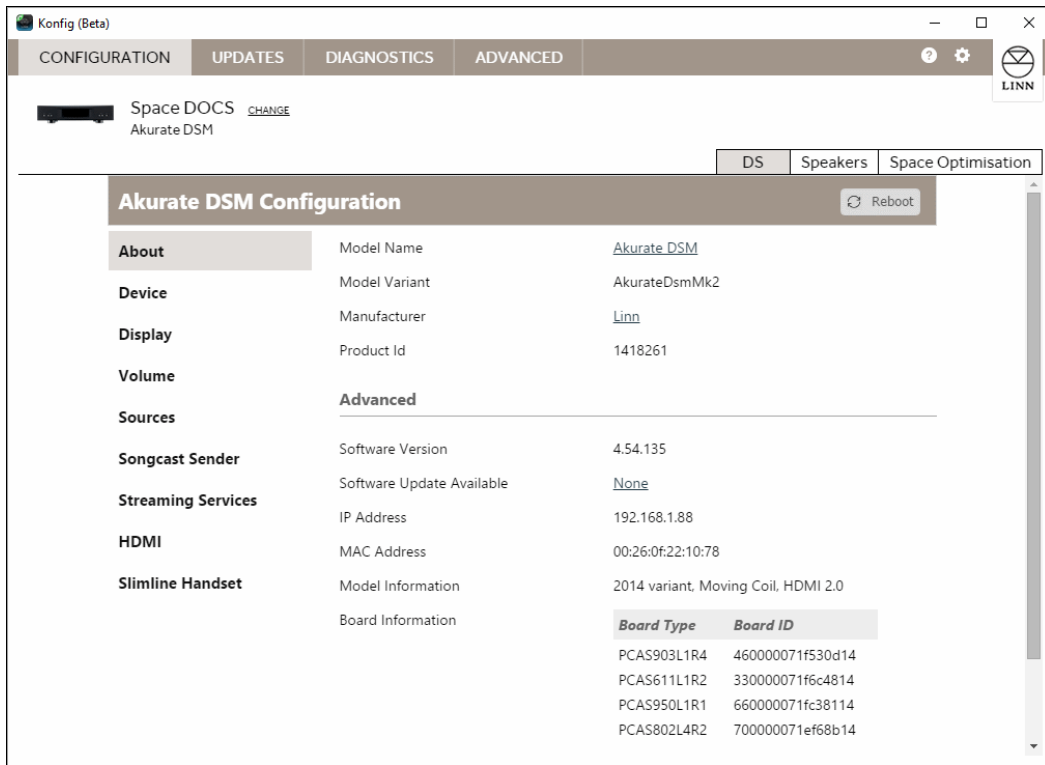 Konfig (Beta)
CONFIGURATION UPDATES DIAGNOSTICS ADVANCED
LINN
Space DOCS CHANGE
Akurate DSM
DS Speakers Space Optimisation
Akurate DSM Configuration Reboot
About
Device
Display
Volume
Sources
Songcast Sender
Streaming Services
HDMI
Slimline Handset
Model Name Akurate DSM
Model Variant AkurateDsmMk2
Manufacturer Linn
Product Id 1418261
Advanced
Software Version 4.54.135
Software Update Available None
IP Address 192.168.1.88
MAC Address 00:26:0f:22:10:78
Model Information 2014 variant, Moving Coil, HDMI 2.0
Board Information
Board Type Board ID
PCAS903L1R4 460000071f530d14
PCAS611L1R2 330000071f6c4814
PCAS950L1R1 660000071fc38114
PCAS802L4R2 700000071ef68b14